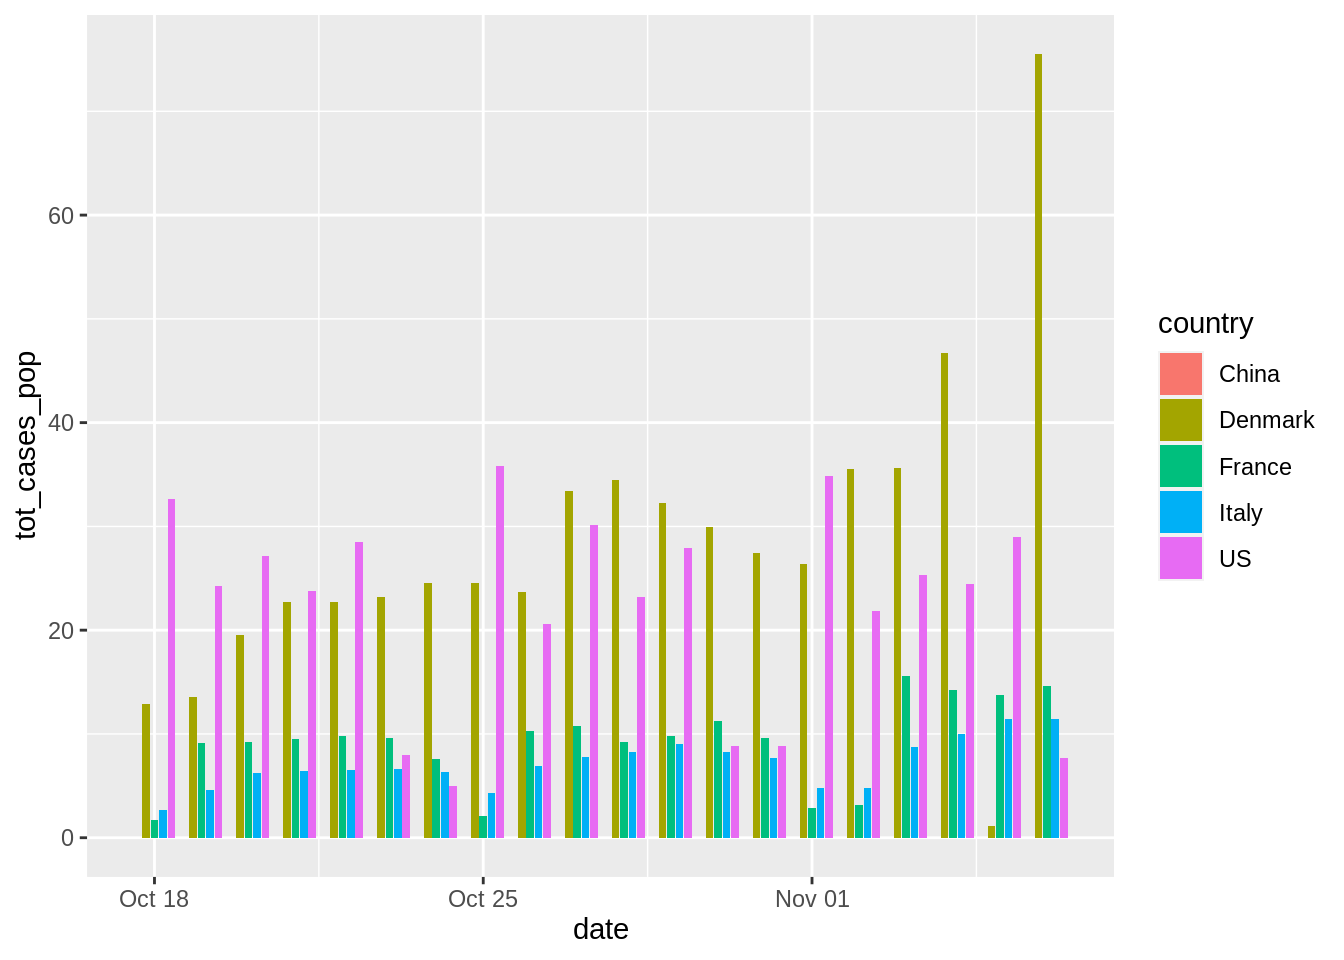 tot_cases_pop
60
40
20
0
Oct 18
Oct 25
Nov 01
date
country
China
Denmark
France
Italy
US